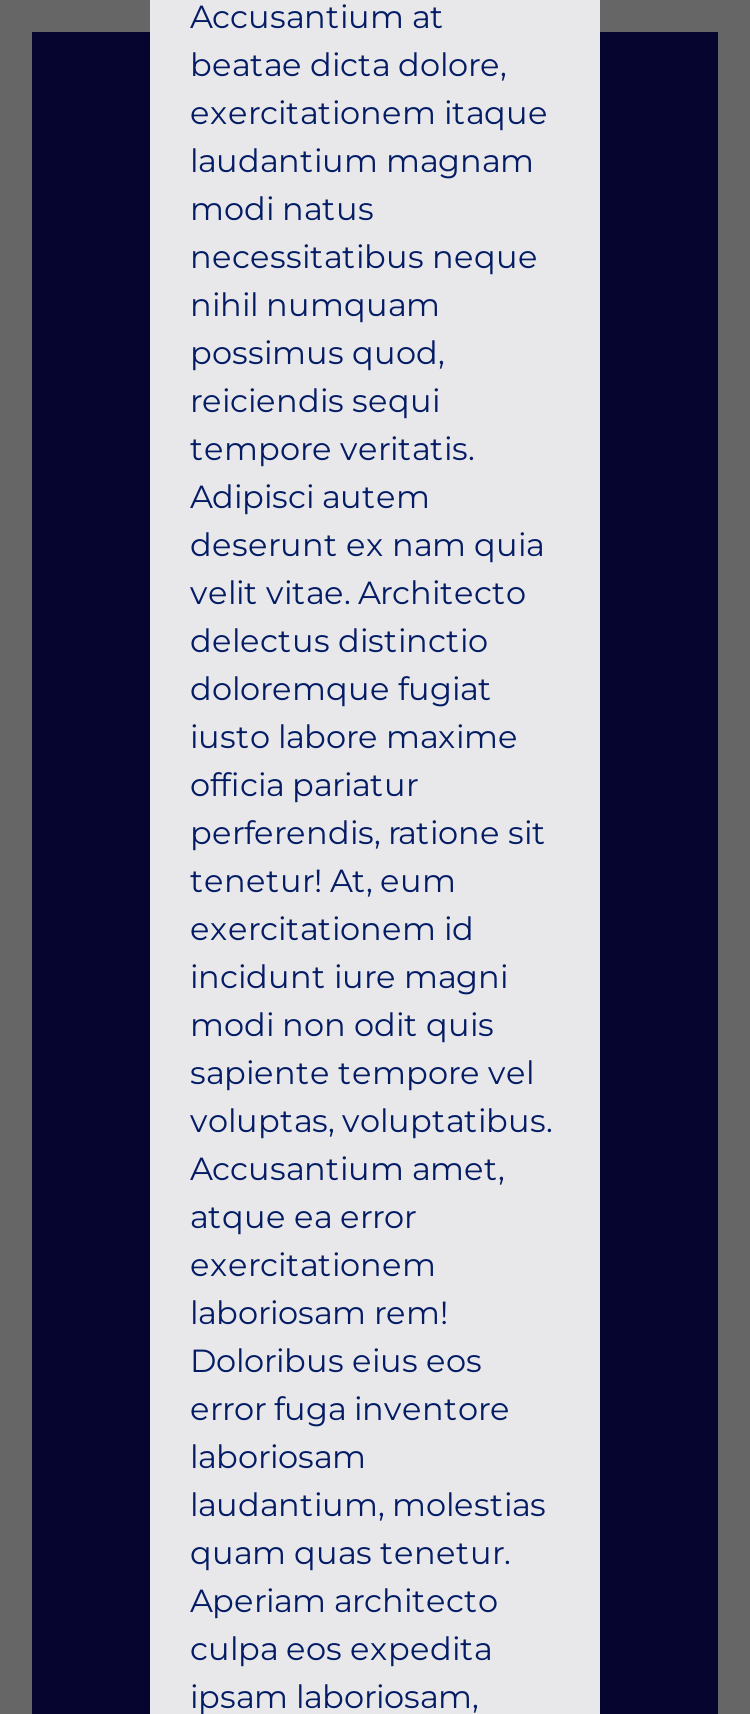 Accusantium at
beatae dicta dolore,
exercitationem itaque
laudantium magnam
modi natus
necessitatibus neque
nihil numquam
possimus quod,
reiciendis sequi
tempore veritatis.
Adipisci autem
deserunt ex nam quia
velit vitae. Architecto
delectus distinctio
doloremque fugiat
iusto labore maxime
officia pariatur
perferendis, ratione sit
tenetur! At, eum
exercitationem id
incidunt iure magni
modi non odit quis
sapiente tempore vel
voluptas, voluptatibus.
Accusantium amet,
atque ea error
exercitationem
laboriosam rem!
Doloribus eius eos
error fuga inventore
laboriosam
laudantium, molestias
quam quas tenetur.
Aperiam architecto
culpa eos expedita
ipsam laboriosam,